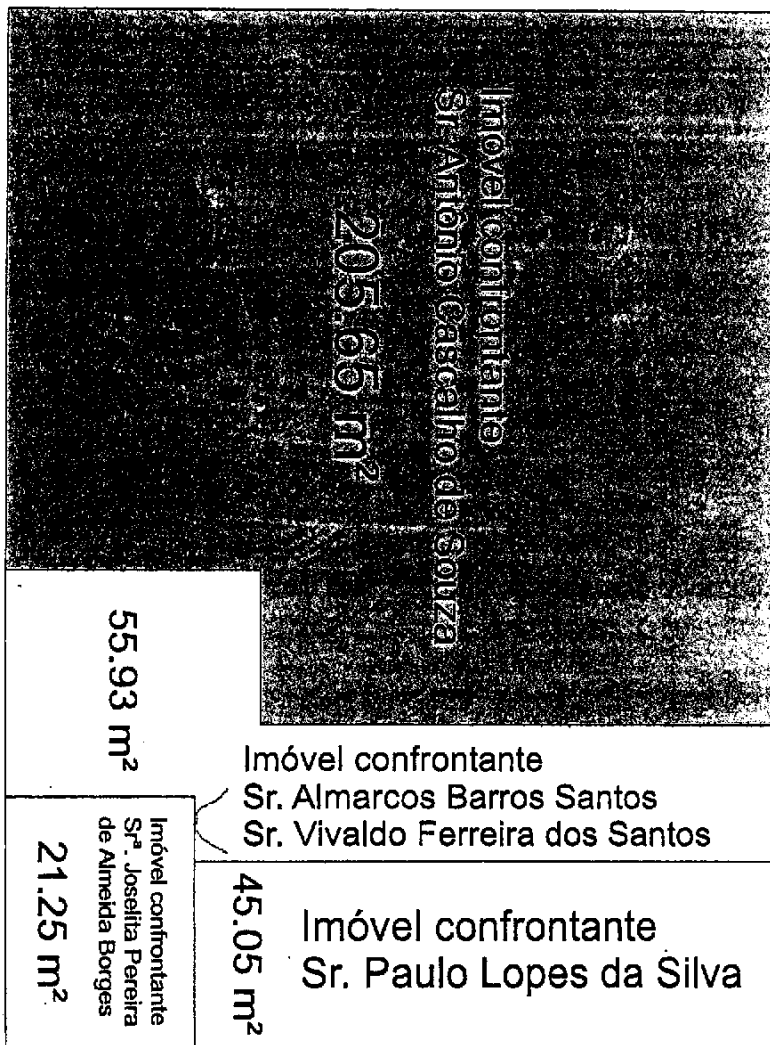 Imóvel confrontante
Sr. Antônio Cascalho de Souza
205.65 m²
55.93 m²
Imóvel confrontante
Sr. Almarcos Barros Santos
Sr. Vivaldo Ferreira dos Santos
Imóvel confrontante
Srª. Joselita Pereira
de Almeida Borges
21.25 m²
45.05 m²
Imóvel confrontante
Sr. Paulo Lopes da Silva